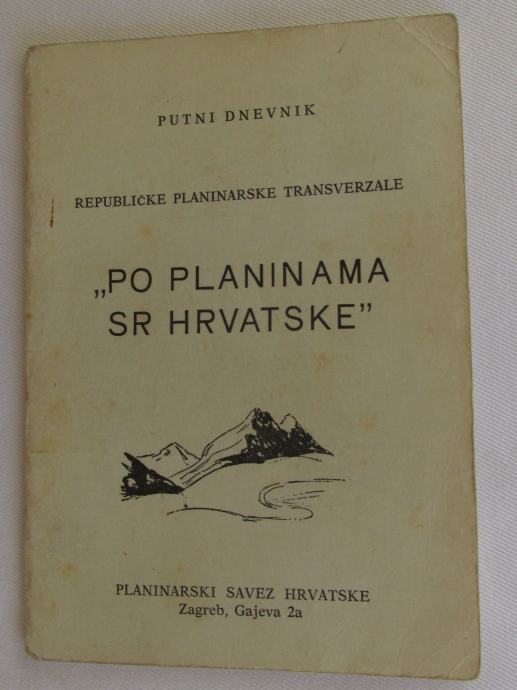 PUTNI DNEVNIK
REPUBLIČKE PLANINARSKE TRANSVERZALE
„PO PLANINAMA
SR HRVATSKE”
PLANINARSKI SAVEZ HRVATSKE
Zagreb, Gajeva 2a